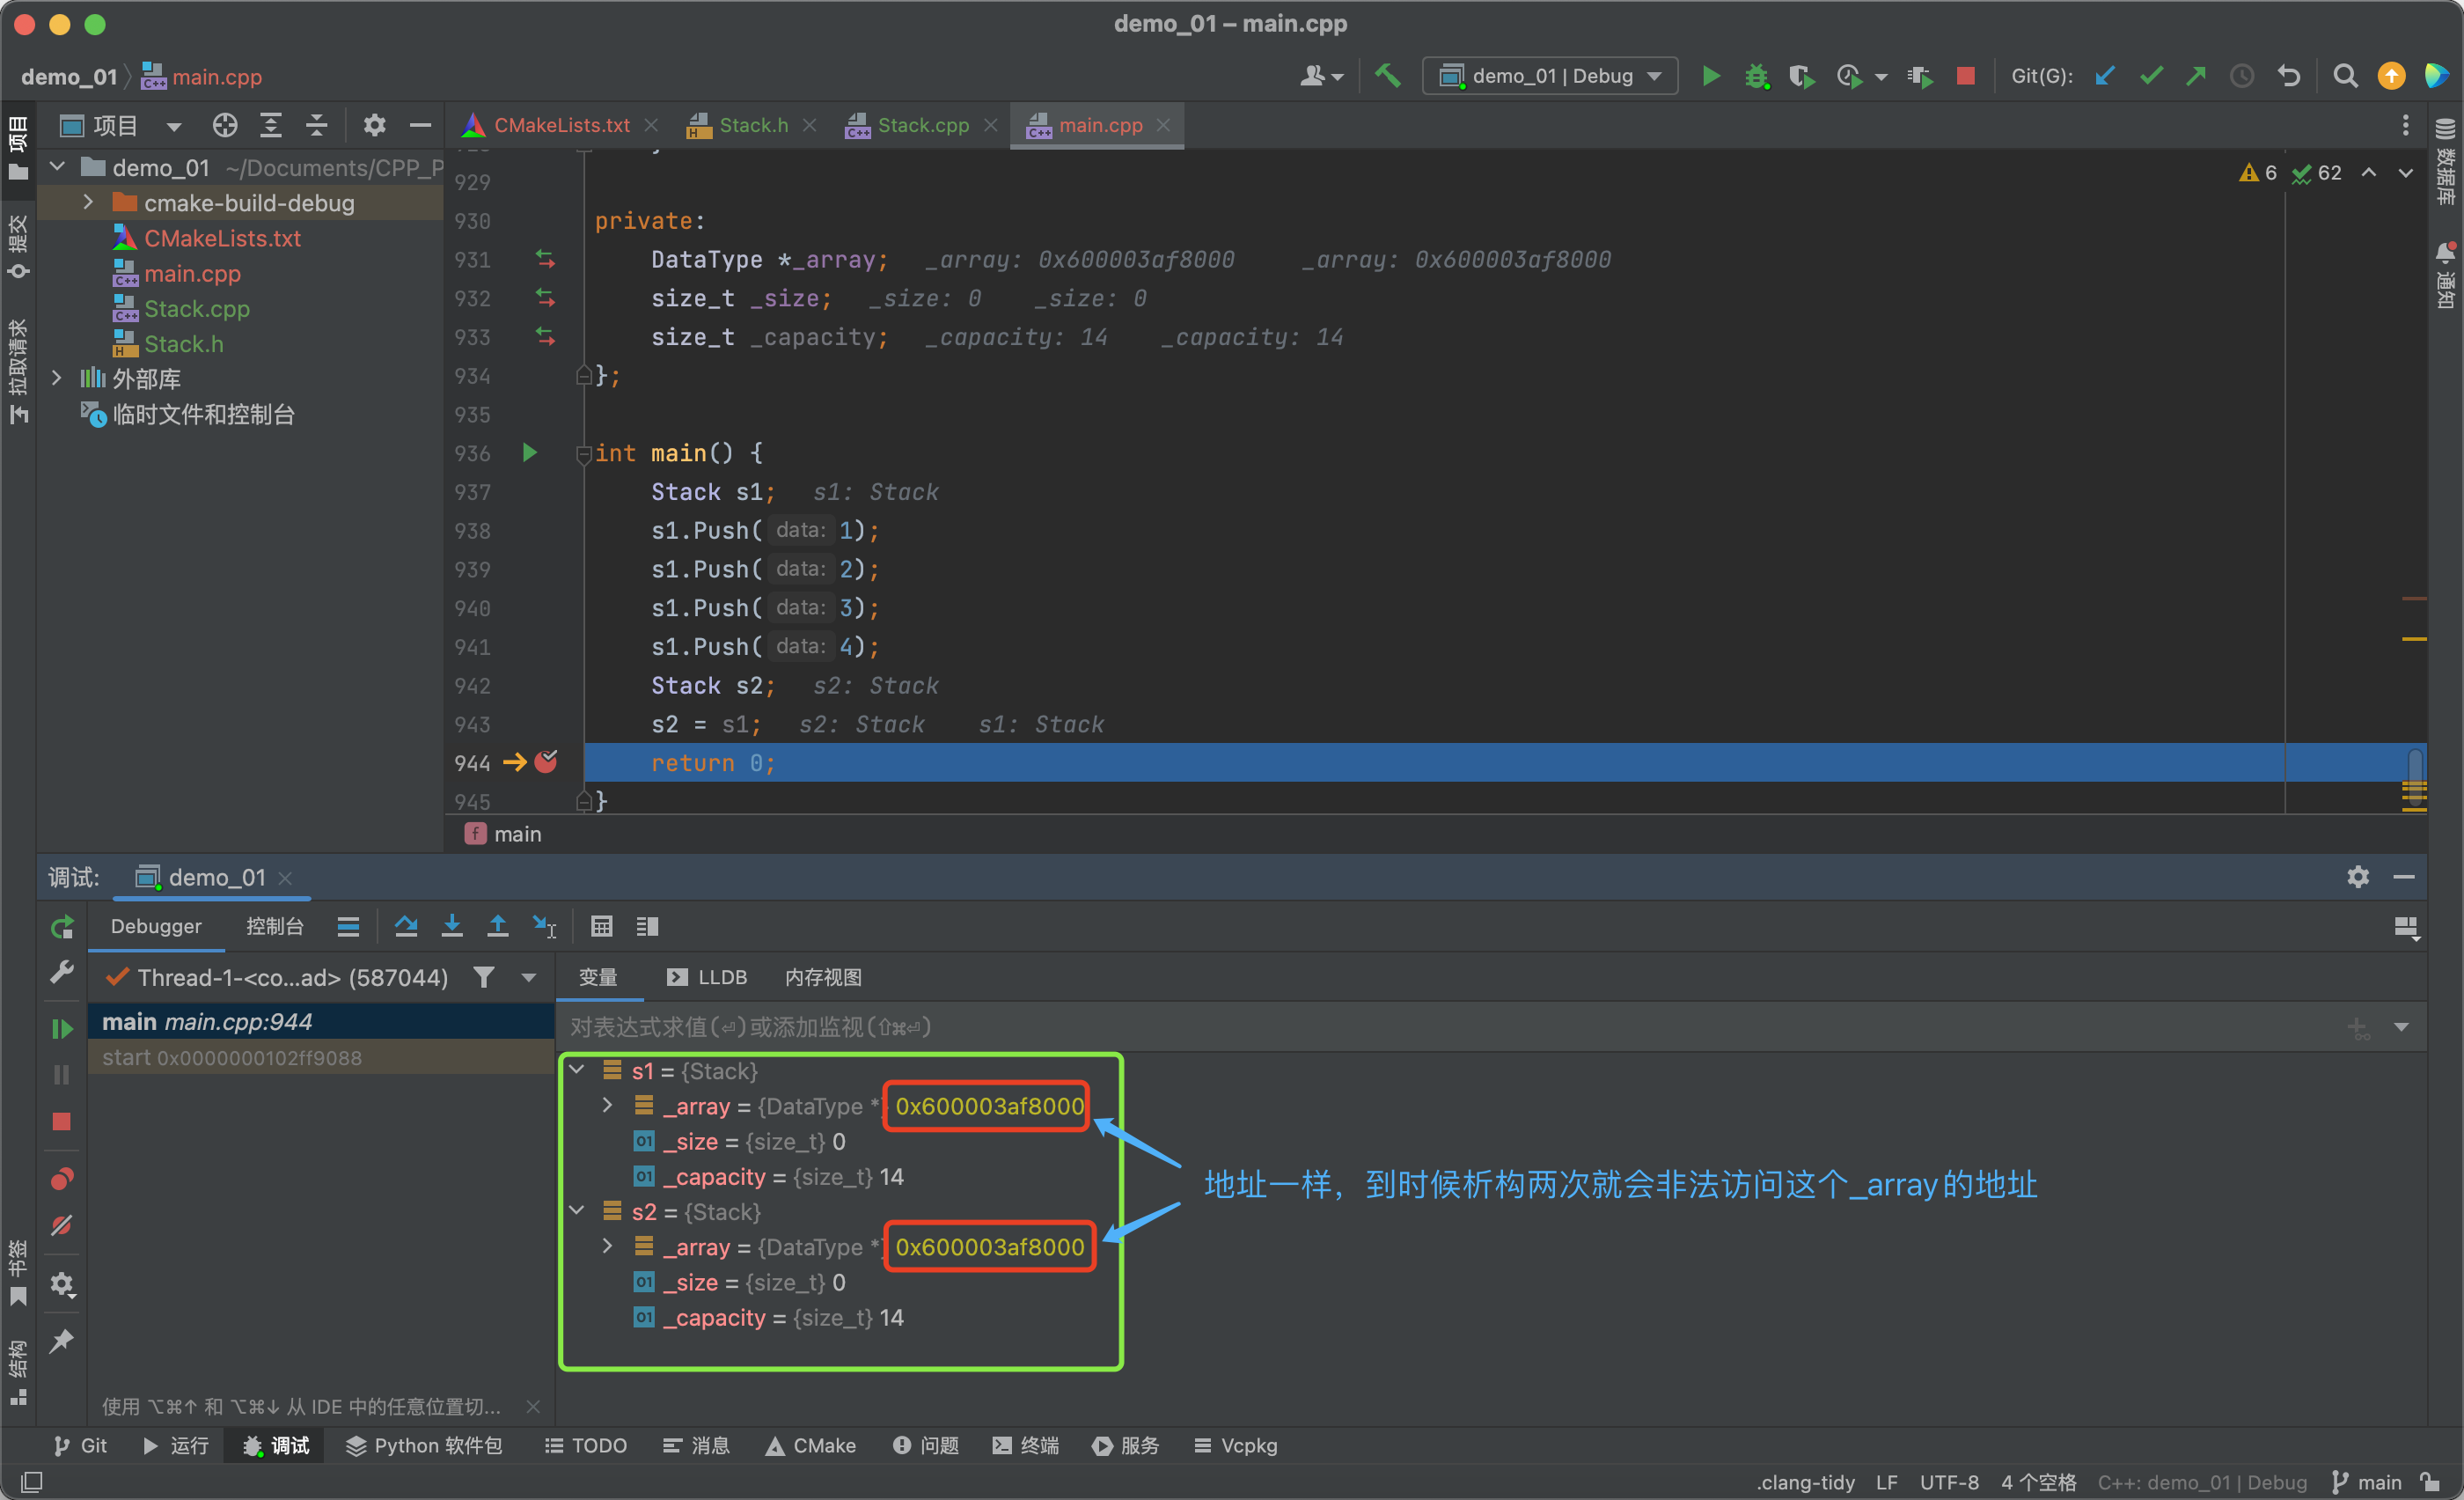 demo_01 – main.cpp
demo_01 main.cpp
demo_01 | Debug
Git(G):
项目
CMakeLists.txt
Stack.h
Stack.cpp
main.cpp
项目
提交
拉取请求
书签
结构
demo_01 ~/Documents/CPP_P
cmake-build-debug
CMakeLists.txt
main.cpp
Stack.cpp
Stack.h
外部库
临时文件和控制台
6 62
数据库
通知
929
930 private:
931 DataType *_array; _array: 0x600003af8000 _array: 0x600003af8000
932 size_t _size; _size: 0 _size: 0
933 size_t _capacity; _capacity: 14 _capacity: 14
934 };
935
936 int main() {
937 Stack s1; s1: Stack
938 s1.Push( data: 1);
939 s1.Push( data: 2);
940 s1.Push( data: 3);
941 s1.Push( data: 4);
942 Stack s2; s2: Stack
943 s2 = s1; s2: Stack s1: Stack
944 return 0;
945 }
f main
调试: demo_01
Debugger 控制台
Thread-1-<co...ad> (587044)
变量 LLDB 内存视图
main main.cpp:944
start 0x0000000102ff9088
对表达式求值(⏎)或添加监视(⇧⌘⏎)
s1 = {Stack}
_array = {DataType * 0x600003af8000
_size = {size_t} 0
_capacity = {size_t} 14
s2 = {Stack}
_array = {DataType * 0x600003af8000
_size = {size_t} 0
_capacity = {size_t} 14
地址一样，到时候析构两次就会非法访问这个_array的地址
使用 ⌥⌘↑ 和 ⌥⌘↓ 从 IDE 中的任意位置切...
Git 运行 调试 Python 软件包 TODO 消息 CMake 问题 终端 服务 Vcpkg
.clang-tidy LF UTF-8 4 个空格 C++: demo_01 | Debug main